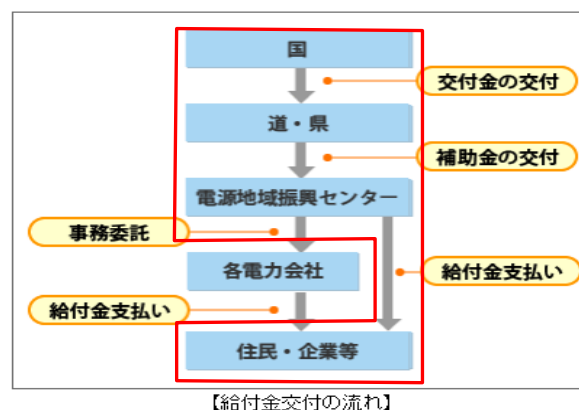 国
交付金の交付
道・県
補助金の交付
電源地域振興センター
事務委託
各電力会社
給付金支払い
給付金支払い
住民・企業等
【給付金交付の流れ】